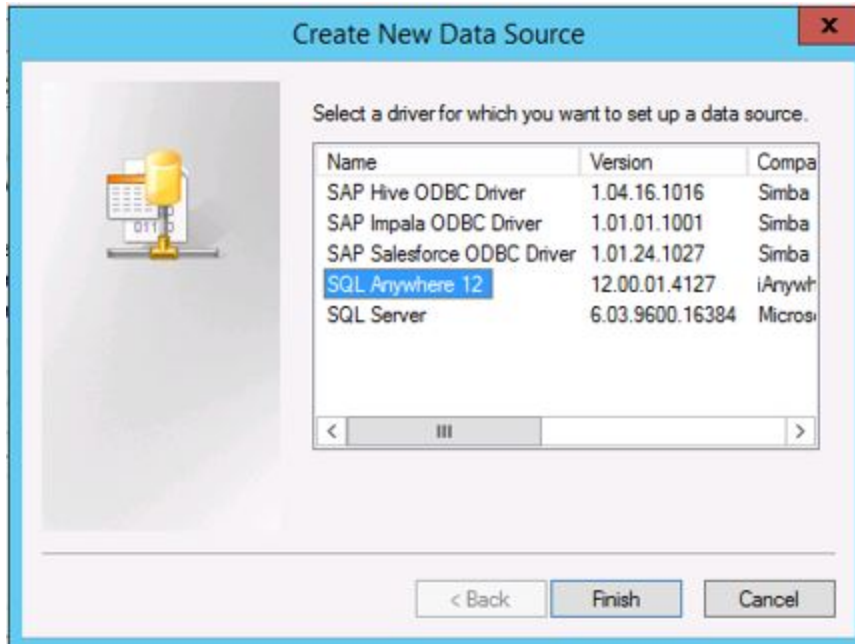 Create New Data Source
x
Select a driver for which you want to set up a data source.
Name Version Compa
SAP Hive ODBC Driver 1.04.16.1016 Simba
SAP Impala ODBC Driver 1.01.01.1001 Simba
SAP Salesforce ODBC Driver 1.01.24.1027 Simba
SQL Anywhere 12 12.00.01.4127 iAnywh
SQL Server 6.03.9600.16384 Micros
< Back Finish Cancel